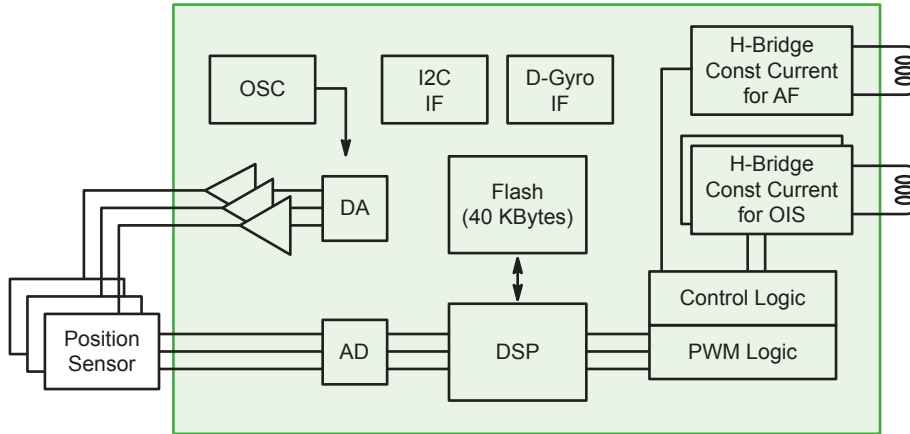 OSC
I2C
IF
D-Gyro
IF
H-Bridge
Const Current
for AF
DA
Flash
(40 KBytes)
H-Bridge
Const Current
for OIS
Position
Sensor
AD
DSP
Control Logic
PWM Logic